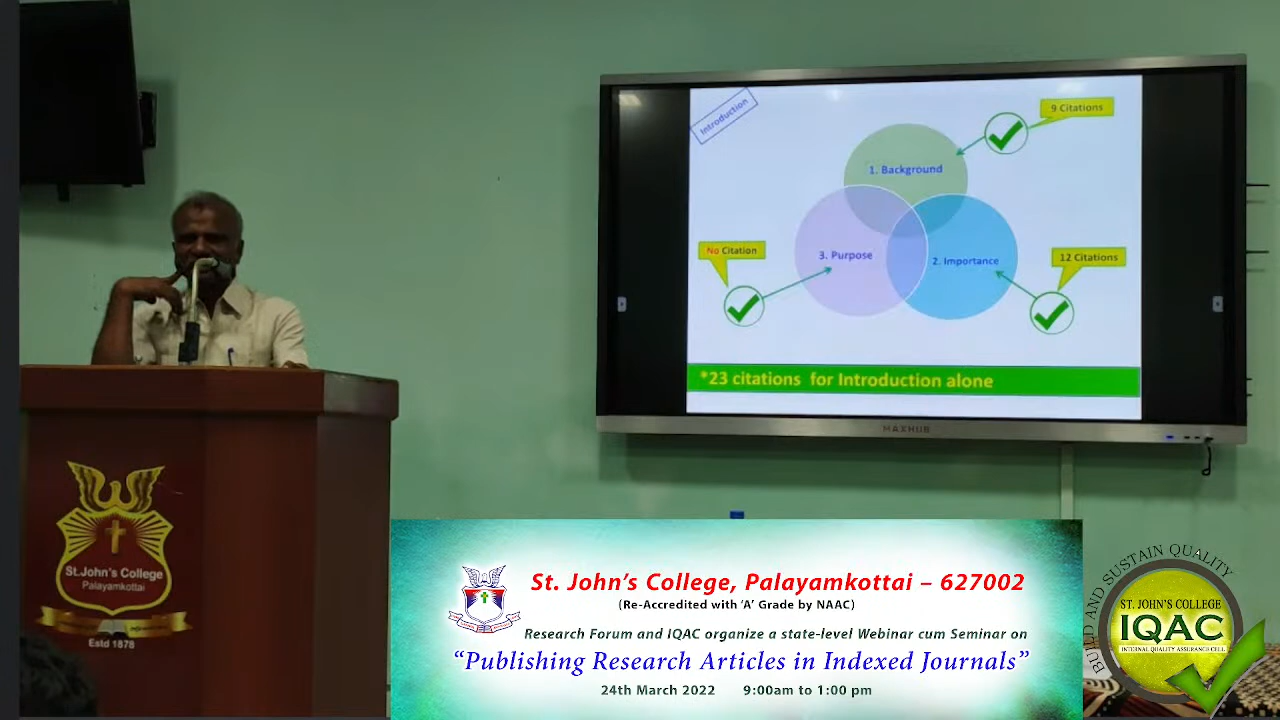 Introduction
9 Citations
1. Background
No Citation
3. Purpose
2. Importance
12 Citations
*23 citations for Introduction alone
MAXHUB
St.John's College
Palayamkottai
Estd 1878
St. John's College, Palayamkottai – 627002
(Re-Accredited with 'A' Grade by NAAC)
Research Forum and IQAC organize a state-level Webinar cum Seminar on
“Publishing Research Articles in Indexed Journals”
24th March 2022 9:00am to 1:00 pm
BUILD AND SUSTAIN QUALITY
ST. JOHN'S COLLEGE
IQAC
INTERNAL QUALITY ASSURANCE CELL